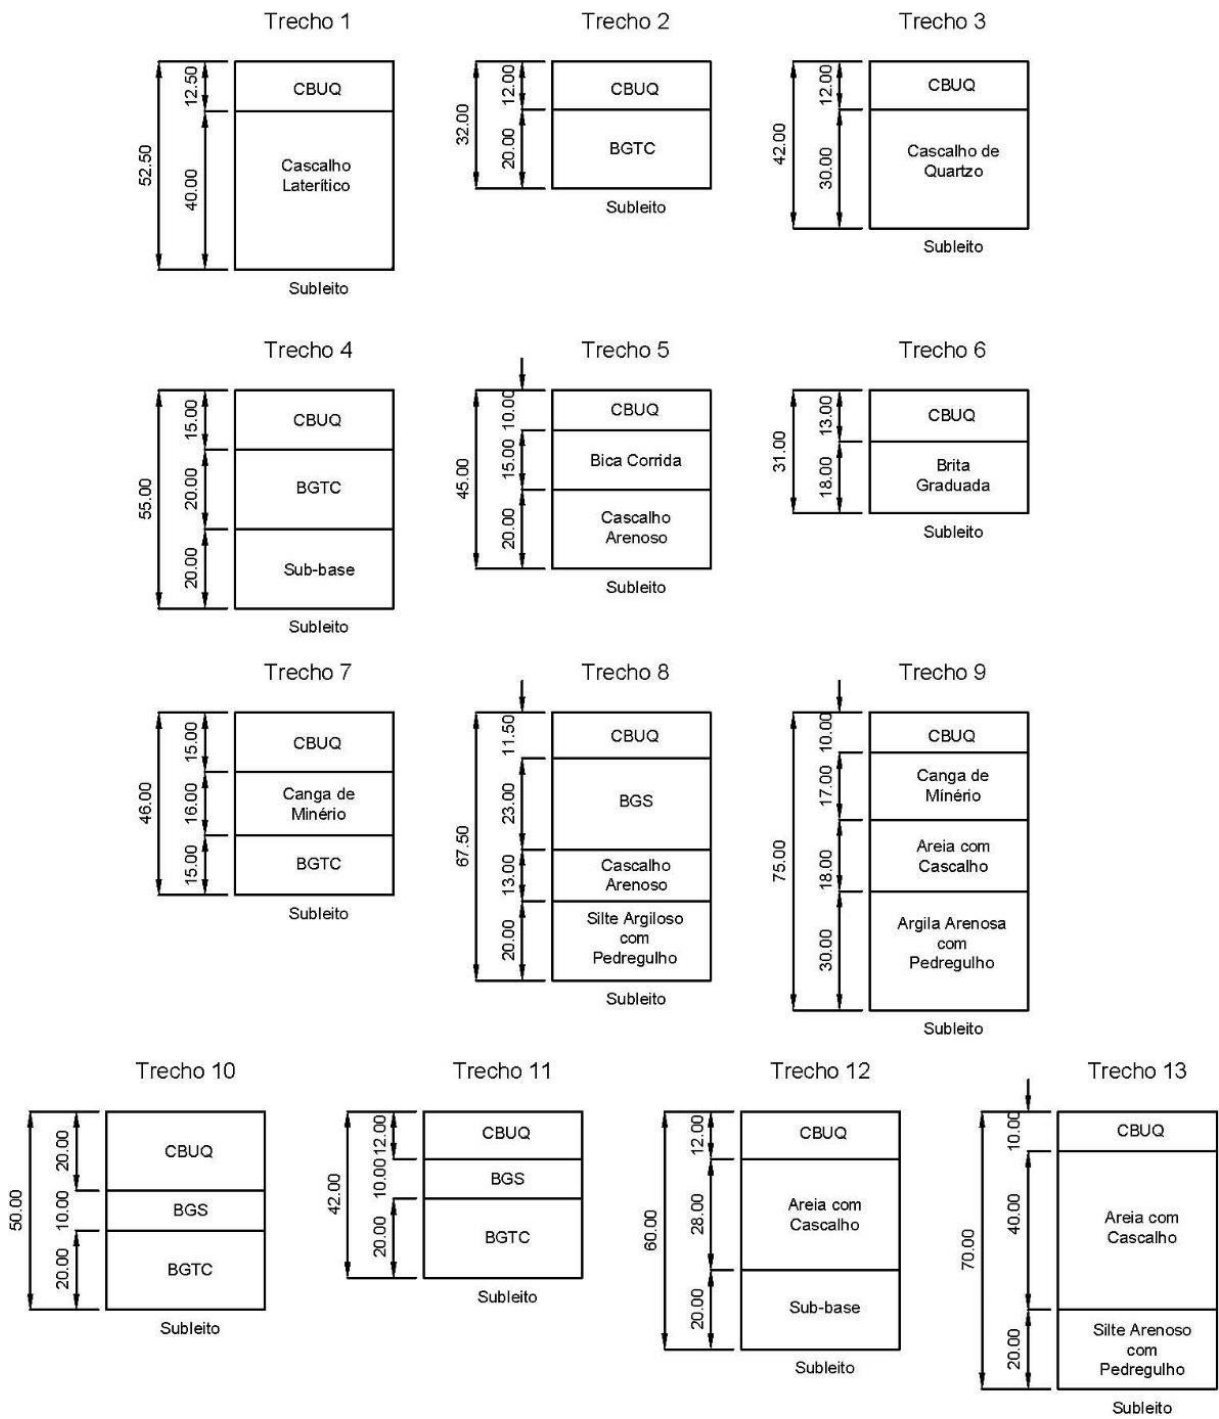 Trecho 1
52.50
12.50
40.00
CBUQ
Cascalho
Laterítico
Subleito
Trecho 2
32.00
12.00
20.00
CBUQ
BGTC
Subleito
Trecho 3
42.00
12.00
30.00
CBUQ
Cascalho de
Quartzo
Subleito
Trecho 4
55.00
15.00
20.00
20.00
CBUQ
BGTC
Sub-base
Subleito
Trecho 5
45.00
10.00
15.00
20.00
CBUQ
Bica Corrida
Cascalho
Arenoso
Subleito
Trecho 6
31.00
13.00
18.00
CBUQ
Brita
Graduada
Subleito
Trecho 7
46.00
15.00
16.00
15.00
CBUQ
Canga de
Minério
BGTC
Subleito
Trecho 8
67.50
11.50
23.00
13.00
20.00
CBUQ
BGS
Cascalho
Arenoso
Silte Argiloso
com
Pedregulho
Subleito
Trecho 9
75.00
10.00
17.00
18.00
30.00
CBUQ
Canga de
Minério
Areia com
Cascalho
Argila Arenosa
com
Pedregulho
Subleito
Trecho 10
50.00
20.00
10.00
20.00
CBUQ
BGS
BGTC
Subleito
Trecho 11
42.00
12.00
10.00
20.00
CBUQ
BGS
BGTC
Subleito
Trecho 12
60.00
12.00
28.00
20.00
CBUQ
Areia com
Cascalho
Sub-base
Subleito
Trecho 13
70.00
10.00
40.00
20.00
CBUQ
Areia com
Cascalho
Silte Arenoso
com
Pedregulho
Subleito